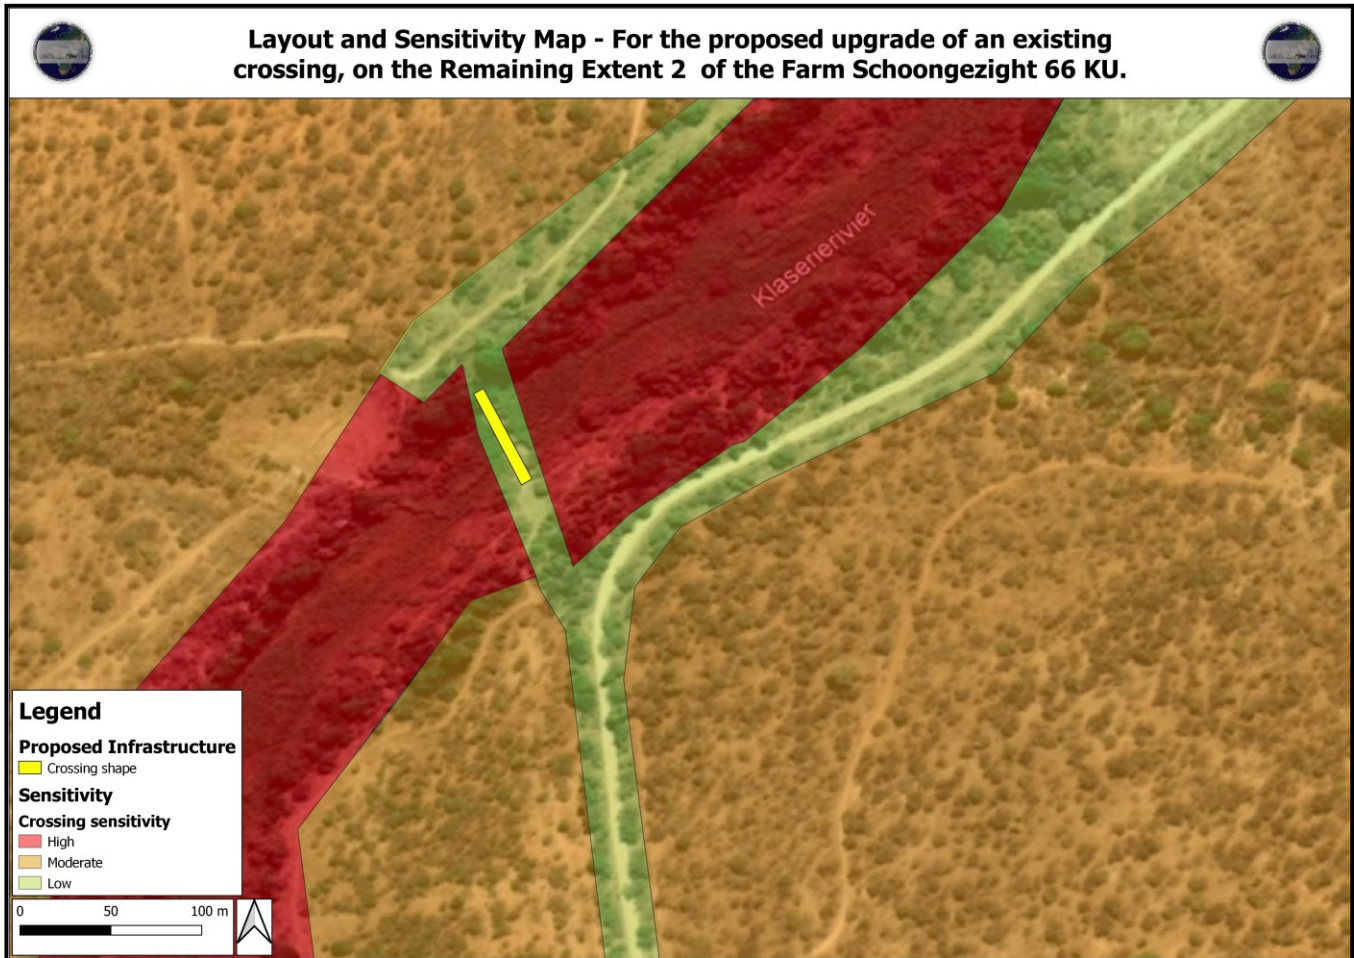 Layout and Sensitivity Map - For the proposed upgrade of an existing
crossing, on the Remaining Extent 2 of the Farm Schoongezight 66 KU.
Klaserierivier
Legend
Proposed Infrastructure
Crossing shape
Sensitivity
Crossing sensitivity
High
Moderate
Low
0 50 100 m